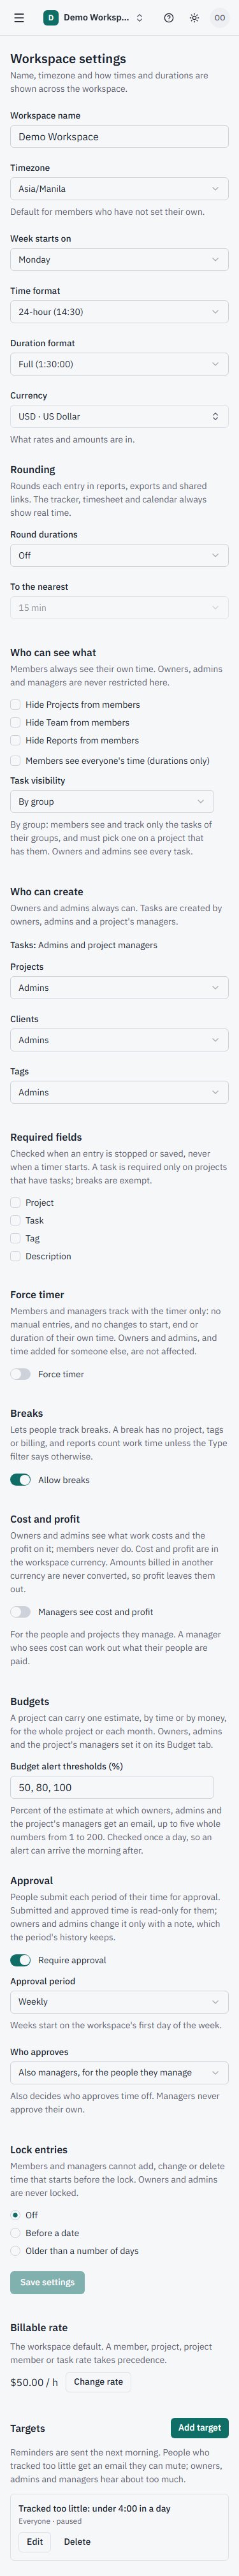 D Demo Worksp... OO
Workspace settings
Name, timezone and how times and durations are
shown across the workspace.
Workspace name
Demo Workspace
Timezone
Asia/Manila
Default for members who have not set their own.
Week starts on
Monday
Time format
24-hour (14:30)
Duration format
Full (1:30:00)
Currency
USD · US Dollar
What rates and amounts are in.
Rounding
Rounds each entry in reports, exports and shared
links. The tracker, timesheet and calendar always
show real time.
Round durations
Off
To the nearest
15 min
Who can see what
Members always see their own time. Owners, admins
and managers are never restricted here.
Hide Projects from members
Hide Team from members
Hide Reports from members
Members see everyone's time (durations only)
Task visibility
By group
By group: members see and track only the tasks of
their groups, and must pick one on a project that
has them. Owners and admins see every task.
Who can create
Owners and admins always can. Tasks are created by
owners, admins and a project's managers.
Tasks: Admins and project managers
Projects
Admins
Clients
Admins
Tags
Admins
Required fields
Checked when an entry is stopped or saved, never
when a timer starts. A task is required only on projects
that have tasks; breaks are exempt.
Project
Task
Tag
Description
Force timer
Members and managers track with the timer only: no
manual entries, and no changes to start, end or
duration of their own time. Owners and admins, and
time added for someone else, are not affected.
Force timer
Breaks
Lets people track breaks. A break has no project, tags
or billing, and reports count work time unless the Type
filter says otherwise.
Allow breaks
Cost and profit
Owners and admins see what work costs and the
profit on it; members never do. Cost and profit are in
the workspace currency. Amounts billed in another
currency are never converted, so profit leaves them
out.
Managers see cost and profit
For the people and projects they manage. A manager
who sees cost can work out what their people are
paid.
Budgets
A project can carry one estimate, by time or by money,
for the whole project or each month. Owners, admins
and the project's managers set it on its Budget tab.
Budget alert thresholds (%)
50, 80, 100
Percent of the estimate at which owners, admins and
the project's managers get an email, up to five whole
numbers from 1 to 200. Checked once a day, so an
alert can arrive the morning after.
Approval
People submit each period of their time for approval.
Submitted and approved time is read-only for them;
owners and admins change it only with a note, which
the period's history keeps.
Require approval
Approval period
Weekly
Weeks start on the workspace's first day of the week.
Who approves
Also managers, for the people they manage
Also decides who approves time off. Managers never
approve their own.
Lock entries
Members and managers cannot add, change or delete
time that starts before the lock. Owners and admins
are never locked.
Off
Before a date
Older than a number of days
Save settings
Billable rate
The workspace default. A member, project, project
member or task rate takes precedence.
$50.00 / h Change rate
Targets Add target
Reminders are sent the next morning. People who
tracked too little get an email they can mute; owners,
admins and managers hear about too much.
Tracked too little: under 4:00 in a day
Everyone · paused
Edit Delete